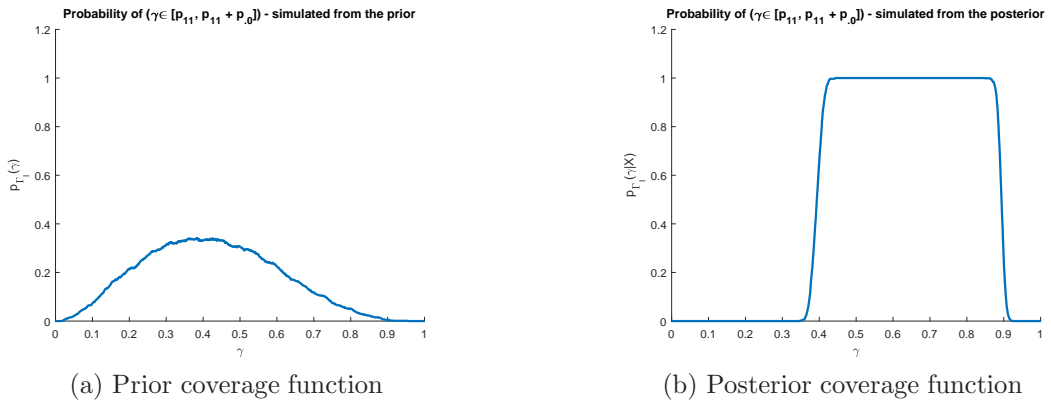 Probability of (γ∈ [p₁₁, p₁₁ + p.₀]) - simulated from the prior
1.2
1
0.8
0.6
0.4
0.2
0
p_Γᵢ(γ)
0 0.1 0.2 0.3 0.4 0.5 0.6 0.7 0.8 0.9 1
γ
(a) Prior coverage function
Probability of (γ∈ [p₁₁, p₁₁ + p.₀]) - simulated from the posterior
1.2
1
0.8
0.6
0.4
0.2
0
p_Γᵢ(γ|X)
0 0.1 0.2 0.3 0.4 0.5 0.6 0.7 0.8 0.9 1
γ
(b) Posterior coverage function